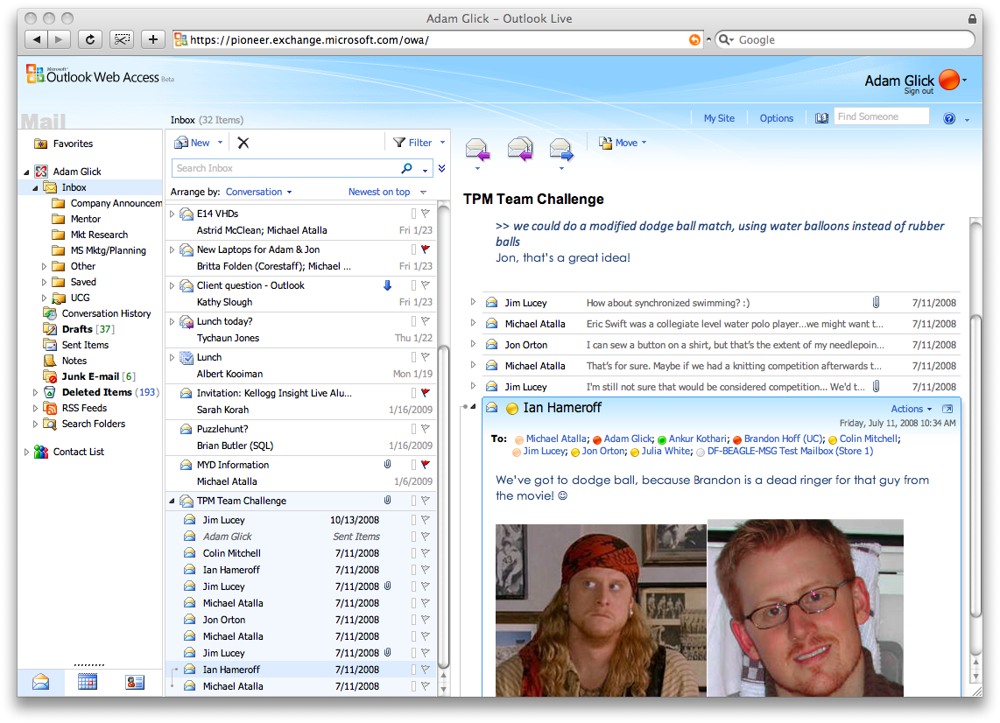 Adam Glick – Outlook Live
https://pioneer.exchange.microsoft.com/owa/
Google
Microsoft®
Outlook Web Access Beta
Adam Glick
Sign out
Mail
Inbox (32 Items)
My Site
Options
Find Someone
Favorites
Adam Glick
Inbox
Company Announcem
Mentor
Mkt Research
MS Mktg/Planning
Other
Saved
UCG
Conversation History
Drafts [37]
Sent Items
Notes
Junk E-mail [6]
Deleted Items (193)
RSS Feeds
Search Folders
Contact List
New
Filter
Search Inbox
Arrange by: Conversation
Newest on top
E14 VHDs
Astrid McClean; Michael Atalla Fri 1/23
New Laptops for Adam & Jon
Britta Folden (Corestaff); Michael ... Fri 1/23
Client question - Outlook
Kathy Slough Fri 1/23
Lunch today?
Tychaun Jones Thu 1/22
Lunch
Albert Kooiman Mon 1/19
Invitation: Kellogg Insight Live Alu...
Sarah Korah 1/16/2009
Puzzlehunt?
Brian Butler (SQL) 1/16/2009
MYD Information
Michael Atalla 1/6/2009
TPM Team Challenge
Jim Lucey 10/13/2008
Adam Glick Sent Items
Colin Mitchell 7/11/2008
Ian Hameroff 7/11/2008
Jim Lucey 7/11/2008
Michael Atalla 7/11/2008
Jon Orton 7/11/2008
Michael Atalla 7/11/2008
Jim Lucey 7/11/2008
Ian Hameroff 7/11/2008
Michael Atalla 7/11/2008
Move
TPM Team Challenge
>> we could do a modified dodge ball match, using water balloons instead of rubber
balls
Jon, that's a great idea!
Jim Lucey How about synchronized swimming? :) 7/11/2008
Michael Atalla Eric Swift was a collegiate level water polo player...we might want t... 7/11/2008
Jon Orton I can sew a button on a shirt, but that's the extent of my needlepoin... 7/11/2008
Michael Atalla That's for sure. Maybe if we had a knitting competition afterwards t... 7/11/2008
Jim Lucey I'm still not sure that would be considered competition... We'd t... 7/11/2008
Ian Hameroff
Actions
Friday, July 11, 2008 10:34 AM
To: Michael Atalla; Adam Glick; Ankur Kothari; Brandon Hoff (UC); Colin Mitchell;
Jim Lucey; Jon Orton; Julia White; DF-BEAGLE-MSG Test Mailbox (Store 1)
We've got to dodge ball, because Brandon is a dead ringer for that guy from
the movie! ☺